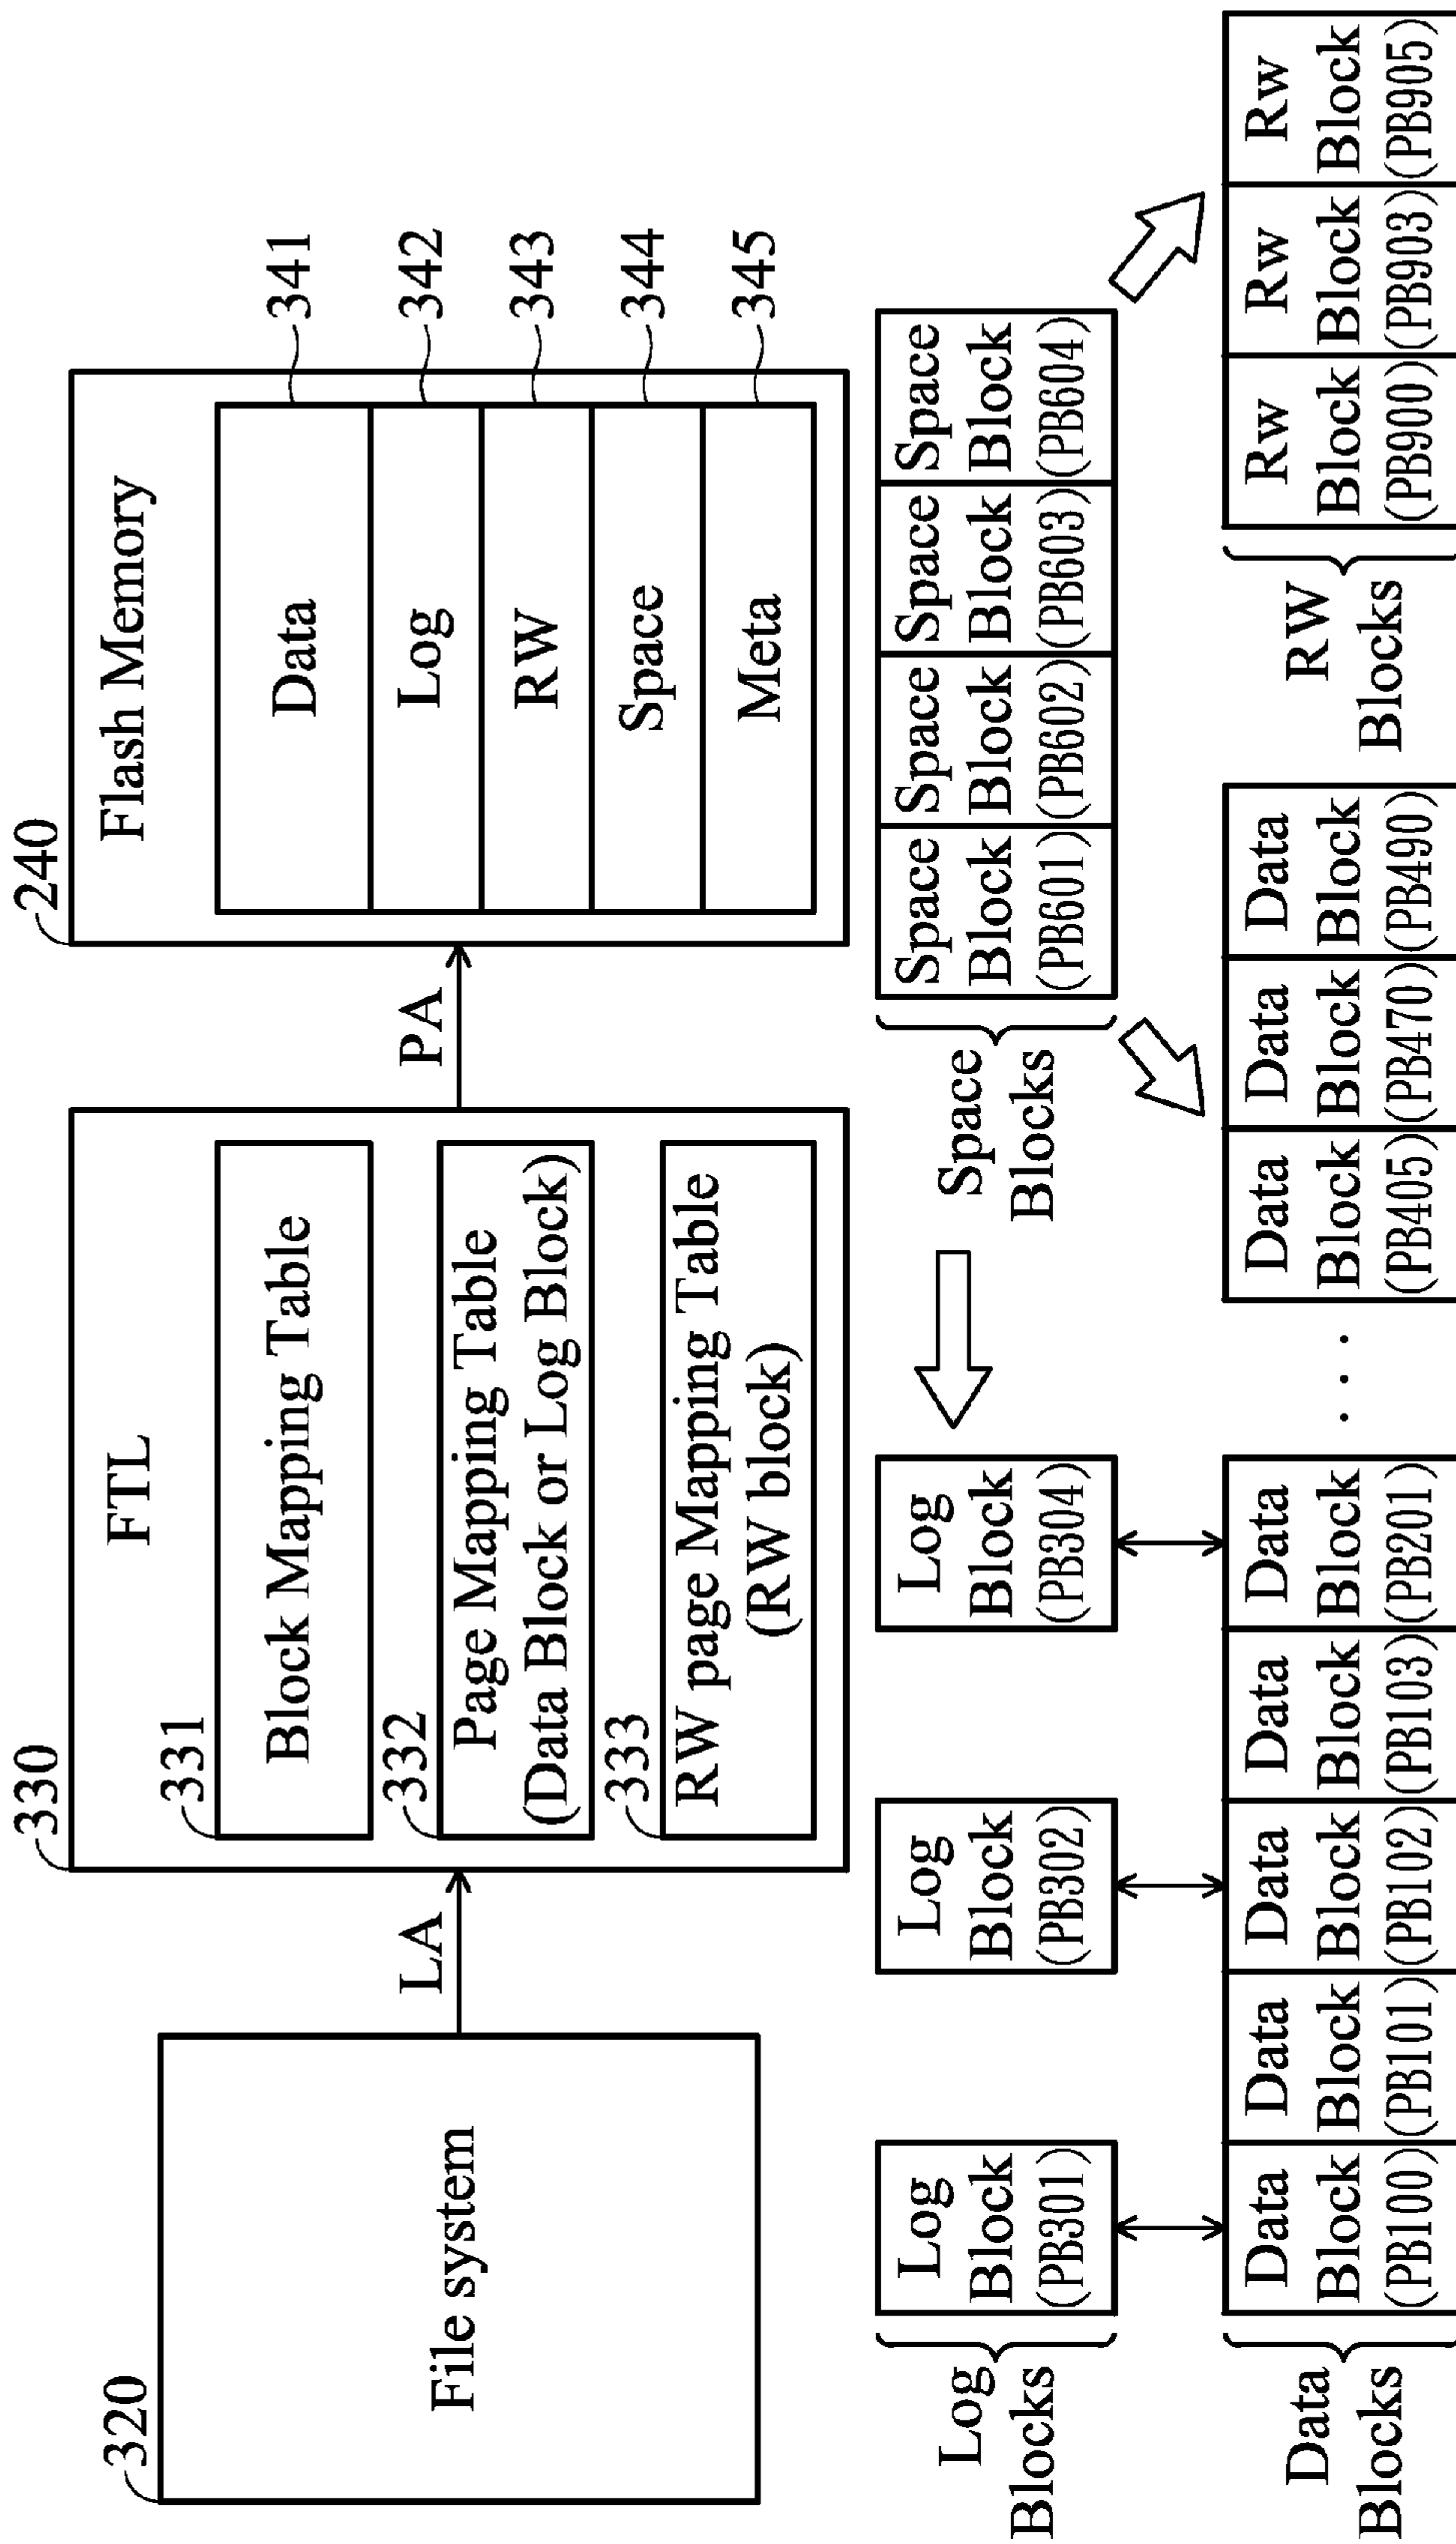 320
File system
LA
330
FTL
331
Block Mapping Table
332
Page Mapping Table
(Data Block or Log Block)
333
RW page Mapping Table
(RW block)
PA
240
Flash Memory
Data
341
Log
342
RW
343
Space
344
Meta
345
Log
Blocks
Log
Block
(PB301)
Log
Block
(PB302)
Log
Block
(PB304)
Space
Blocks
Space
Block
(PB601)
Space
Block
(PB602)
Space
Block
(PB603)
Space
Block
(PB604)
Data
Blocks
Data
Block
(PB100)
Data
Block
(PB101)
Data
Block
(PB102)
Data
Block
(PB103)
Data
Block
(PB201)
. . .
Data
Block
(PB405)
Data
Block
(PB470)
Data
Block
(PB490)
RW
Blocks
Rw
Block
(PB900)
Rw
Block
(PB903)
Rw
Block
(PB905)